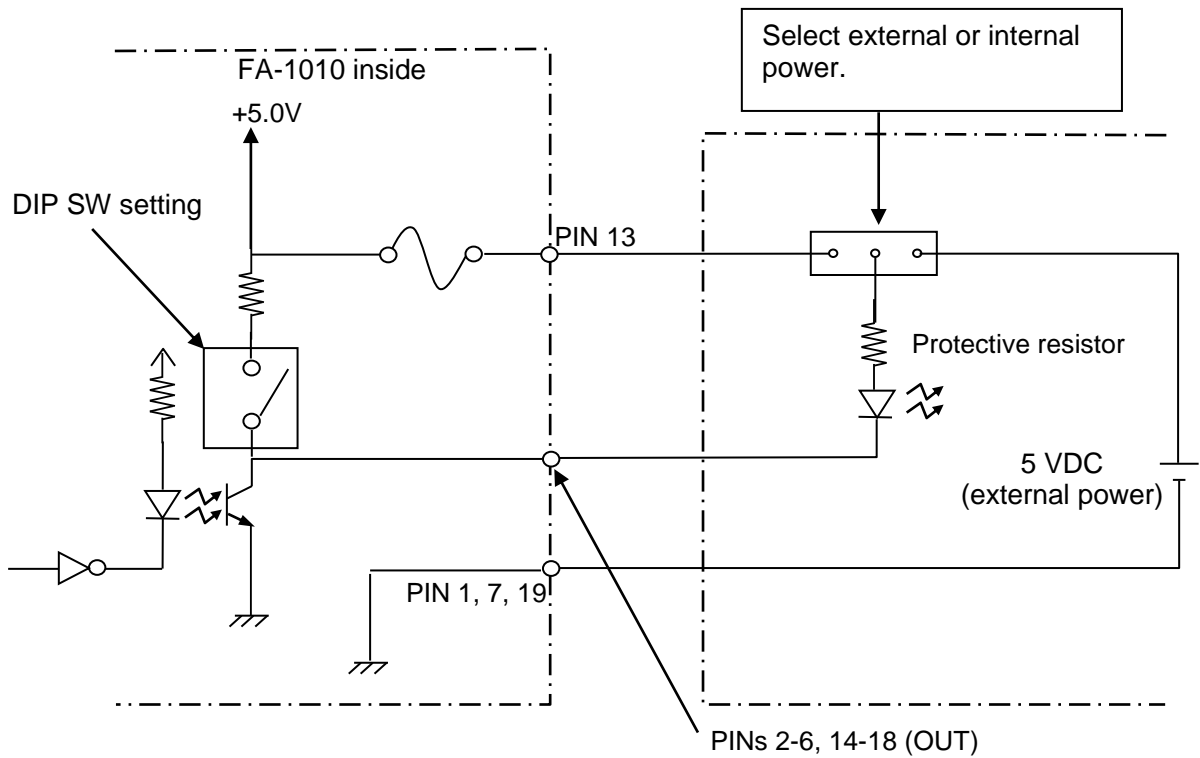 Select external or internal
power.
FA-1010 inside
+5.0V
DIP SW setting
PIN 13
Protective resistor
5 VDC
(external power)
PIN 1, 7, 19
PINs 2-6, 14-18 (OUT)